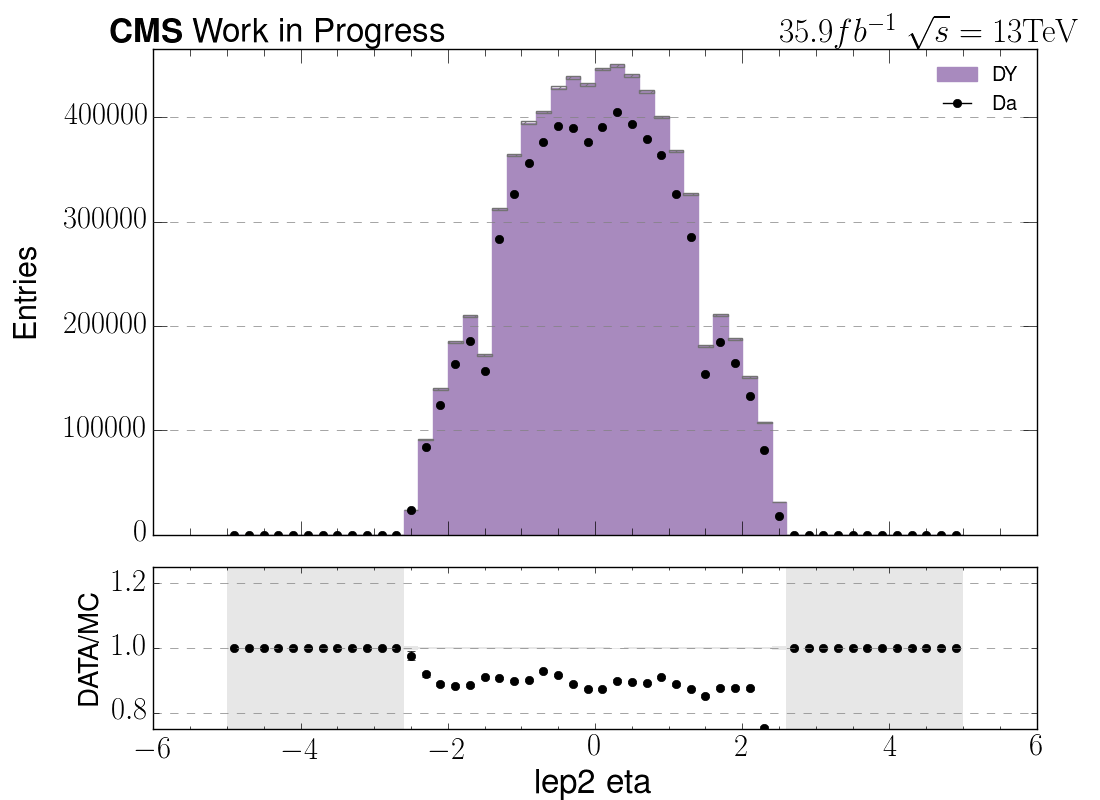 CMS Work in Progress
35.9fb⁻¹ √s = 13TeV
DY
Da
Entries
400000
300000
200000
100000
0
DATA/MC
1.2
1.0
0.8
−6 −4 −2 0 2 4 6
lep2 eta